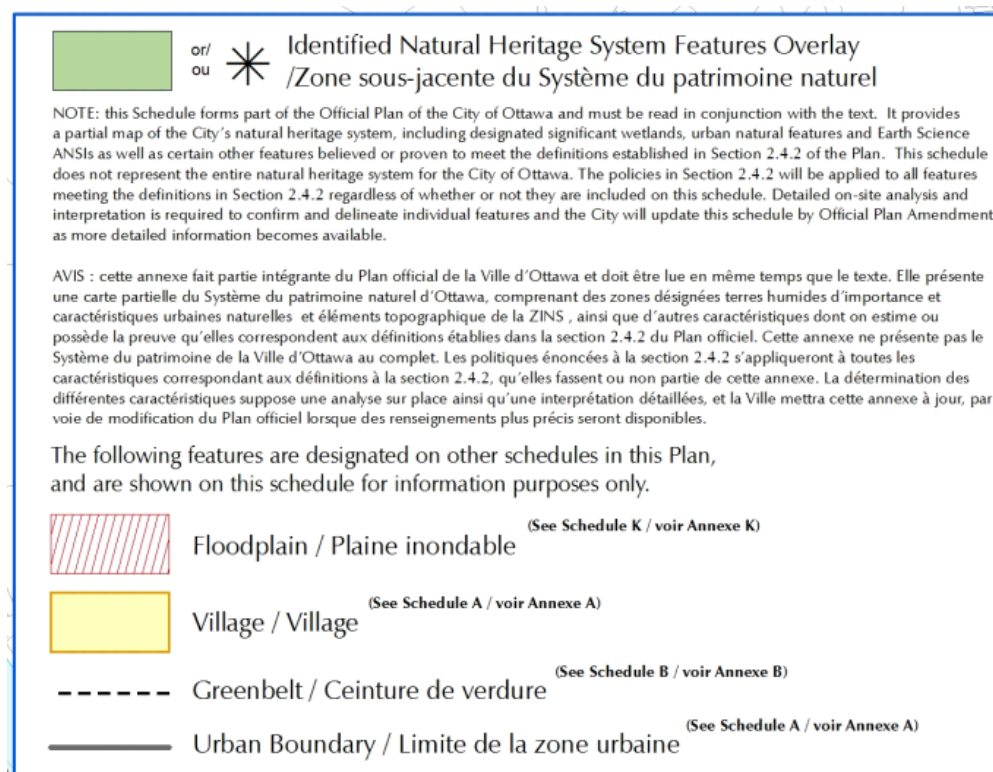 or/
ou
Identified Natural Heritage System Features Overlay
/Zone sous-jacente du Système du patrimoine naturel
NOTE: this Schedule forms part of the Official Plan of the City of Ottawa and must be read in conjunction with the text. It provides
a partial map of the City's natural heritage system, including designated significant wetlands, urban natural features and Earth Science
ANSIs as well as certain other features believed or proven to meet the definitions established in Section 2.4.2 of the Plan. This schedule
does not represent the entire natural heritage system for the City of Ottawa. The policies in Section 2.4.2 will be applied to all features
meeting the definitions in Section 2.4.2 regardless of whether or not they are included on this schedule. Detailed on-site analysis and
interpretation is required to confirm and delineate individual features and the City will update this schedule by Official Plan Amendment
as more detailed information becomes available.
AVIS : cette annexe fait partie intégrante du Plan official de la Ville d'Ottawa et doit être lue en même temps que le texte. Elle présente
une carte partielle du Système du patrimoine naturel d'Ottawa, comprenant des zones désignées terres humides d'importance et
caractéristiques urbaines naturelles et éléments topographique de la ZINS , ainsi que d'autres caractéristiques dont on estime ou
possède la preuve qu'elles correspondent aux définitions établies dans la section 2.4.2 du Plan officiel. Cette annexe ne présente pas le
Système du patrimoine de la Ville d'Ottawa au complet. Les politiques énoncées à la section 2.4.2 s'appliqueront à toutes les
caractéristiques correspondant aux définitions à la section 2.4.2, qu'elles fassent ou non partie de cette annexe. La détermination des
différentes caractéristiques suppose une analyse sur place ainsi qu'une interprétation détaillées, et la Ville mettra cette annexe à jour, par
voie de modification du Plan officiel lorsque des renseignements plus précis seront disponibles.
The following features are designated on other schedules in this Plan,
and are shown on this schedule for information purposes only.
Floodplain / Plaine inondable (See Schedule K / voir Annexe K)
Village / Village (See Schedule A / voir Annexe A)
Greenbelt / Ceinture de verdure (See Schedule B / voir Annexe B)
Urban Boundary / Limite de la zone urbaine (See Schedule A / voir Annexe A)